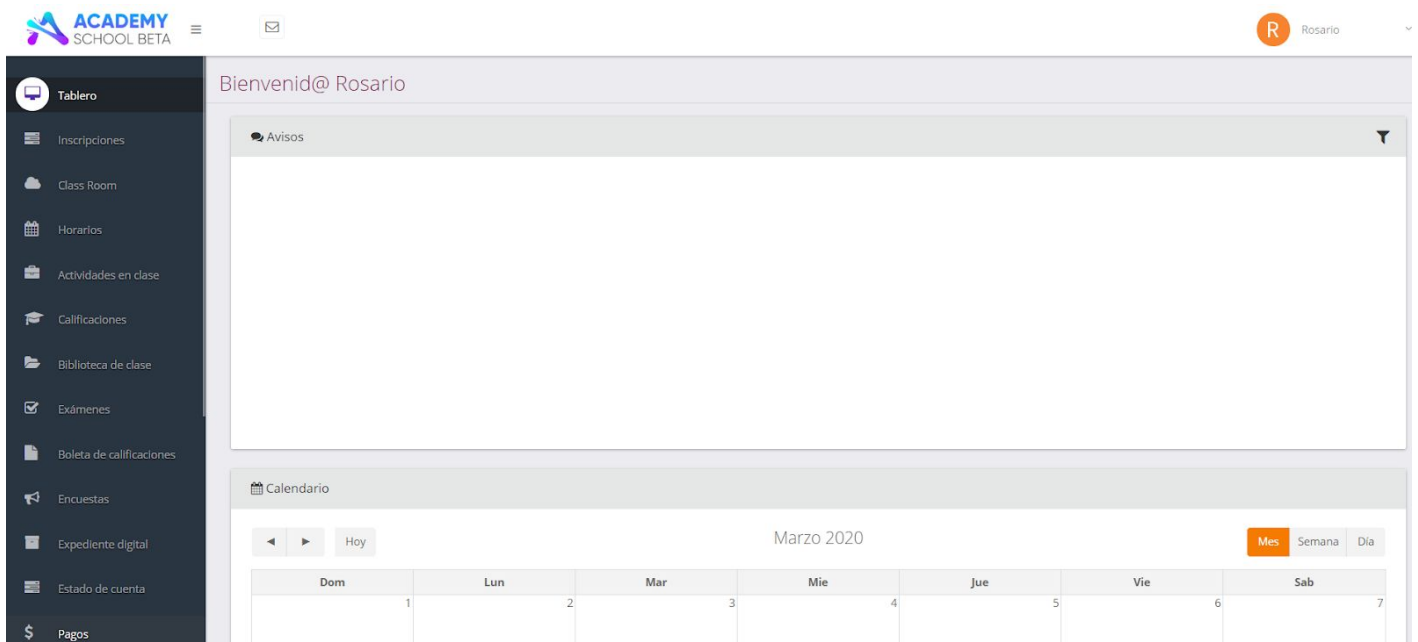 ACADEMY
SCHOOL BETA
R
Rosario
Tablero
Inscripciones
Class Room
Horarios
Actividades en clase
Calificaciones
Biblioteca de clase
Exámenes
Boleta de calificaciones
Encuestas
Expediente digital
Estado de cuenta
$ Pagos
Bienvenid@ Rosario
Avisos
Calendario
Hoy
Marzo 2020
Mes Semana Día
Dom Lun Mar Mie Jue Vie Sab
1 2 3 4 5 6 7